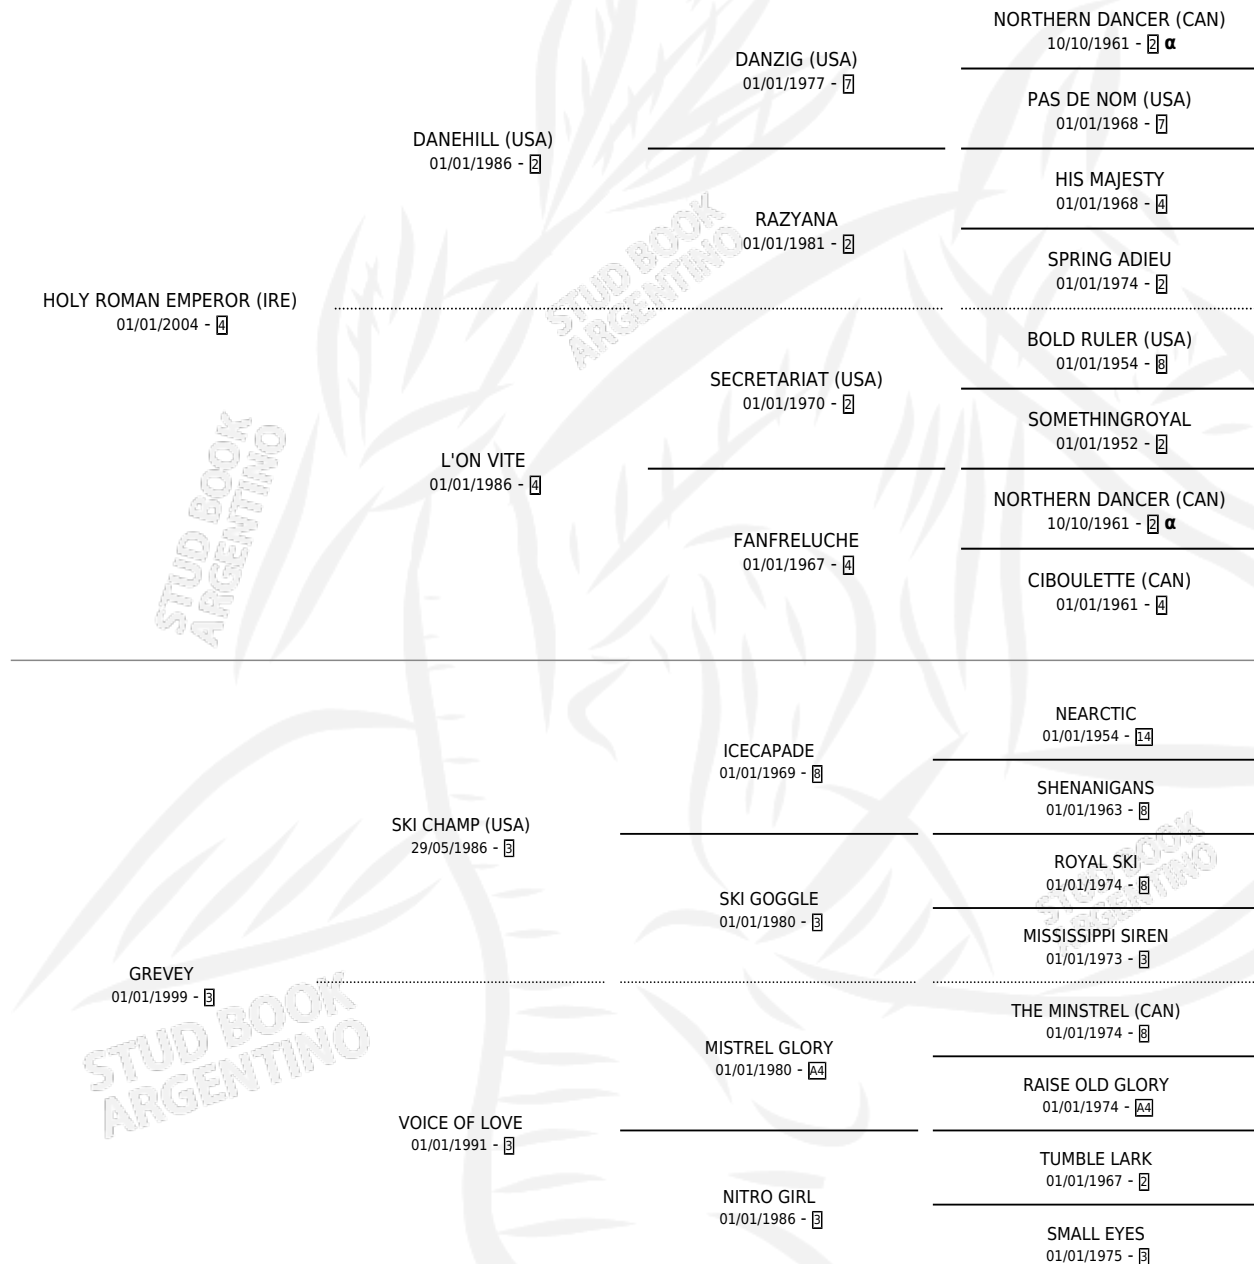 HOLY ROMAN EMPEROR (IRE)
01/01/2004 - 4
DANEHILL (USA)
01/01/1986 - 2
L'ON VITE
01/01/1986 - 4
DANZIG (USA)
01/01/1977 - 7
RAZYANA
01/01/1981 - 2
SECRETARIAT (USA)
01/01/1970 - 2
FANFRELUCHE
01/01/1967 - 4
NORTHERN DANCER (CAN)
10/10/1961 - 2 α
PAS DE NOM (USA)
01/01/1968 - 7
HIS MAJESTY
01/01/1968 - 4
SPRING ADIEU
01/01/1974 - 2
BOLD RULER (USA)
01/01/1954 - 8
SOMETHINGROYAL
01/01/1952 - 2
NORTHERN DANCER (CAN)
10/10/1961 - 2 α
CIBOULETTE (CAN)
01/01/1961 - 4
GREVEY
01/01/1999 - 3
SKI CHAMP (USA)
29/05/1986 - 3
VOICE OF LOVE
01/01/1991 - 3
ICECAPADE
01/01/1969 - 8
SKI GOGGLE
01/01/1980 - 3
MISTREL GLORY
01/01/1980 - A4
NITRO GIRL
01/01/1986 - 3
NEARCTIC
01/01/1954 - 14
SHENANIGANS
01/01/1963 - 8
ROYAL SKI
01/01/1974 - 8
MISSISSIPPI SIREN
01/01/1973 - 3
THE MINSTREL (CAN)
01/01/1974 - 8
RAISE OLD GLORY
01/01/1974 - A4
TUMBLE LARK
01/01/1967 - 2
SMALL EYES
01/01/1975 - 3
STUD BOOK
ARGENTINO
STUD BOOK
ARGENTINO
STUD BOOK
ARGENTINO
STUD BOOK
ARGENTINO